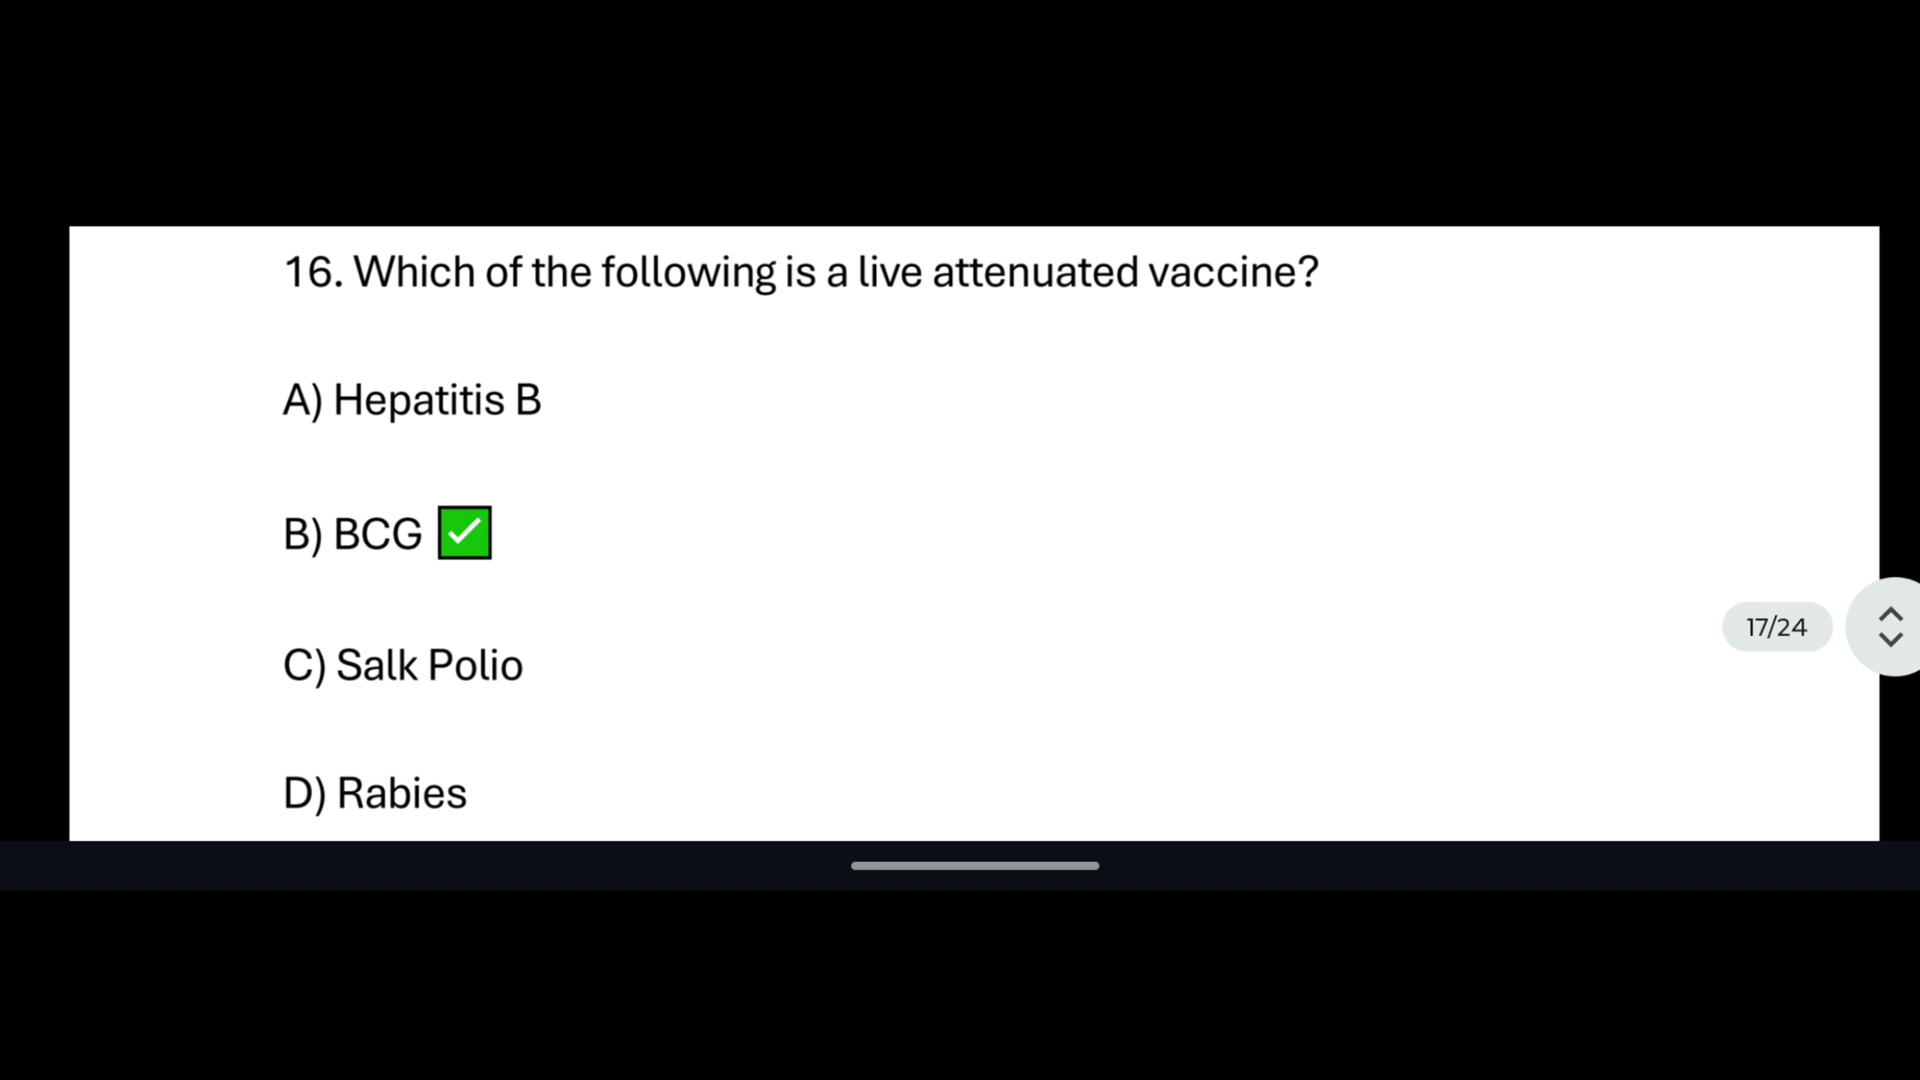 16. Which of the following is a live attenuated vaccine?
A) Hepatitis B
B) BCG ✅
C) Salk Polio
17/24
D) Rabies